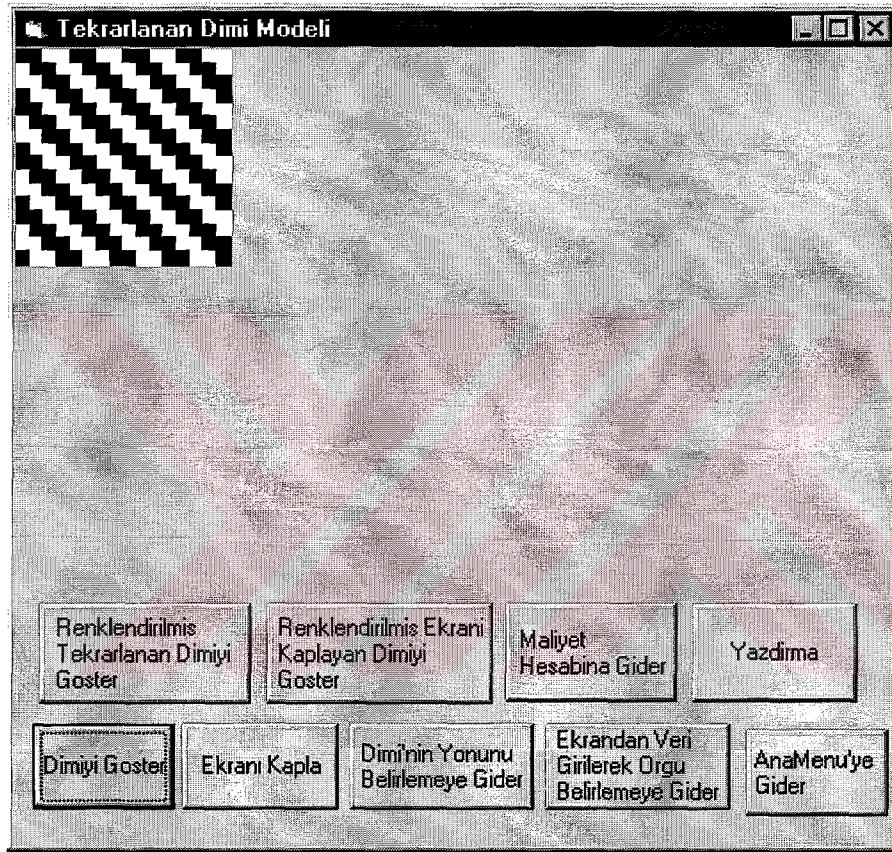 Tekrarlanan Dimi Modeli
Renklendirilmis
Tekrarlanan Dimiyi
Goster
Renklendirilmis Ekrani
Kaplayan Dimiyi
Goster
Maliyet
Hesabina Gider
Yazdirma
Dimiyi Goster
Ekranı Kapla
Dimi'nin Yonunu
Belirlemeye Gider
Ekrandan Veri
Girilerek Orgu
Belirlemeye Gider
AnaMenu'ye
Gider